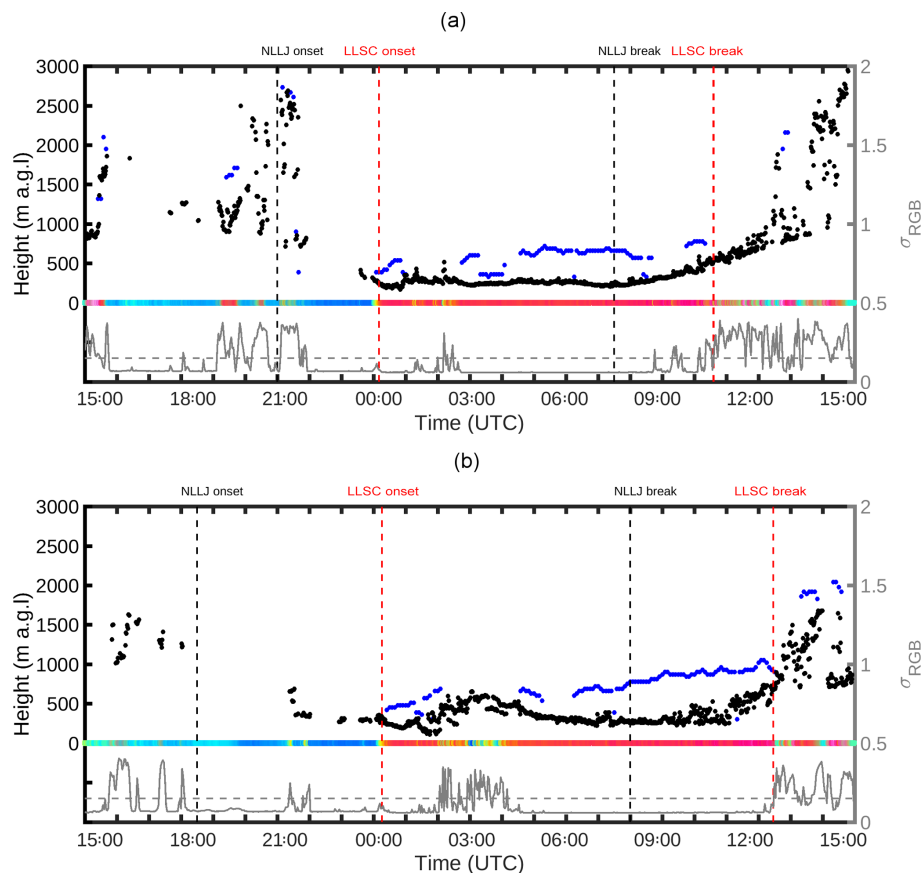 (a)
NLLJ onset LLSC onset NLLJ break LLSC break
3000 2
2500
2000 1.5
1500
1000 1
500
0 0.5
0
15:00 18:00 21:00 00:00 03:00 06:00 09:00 12:00 15:00
Time (UTC)
Height (m a.g.l)
σRGB
(b)
NLLJ onset LLSC onset NLLJ break LLSC break
3000 2
2500
2000 1.5
1500
1000 1
500
0 0.5
0
15:00 18:00 21:00 00:00 03:00 06:00 09:00 12:00 15:00
Time (UTC)
Height (m a.g.l)
σRGB